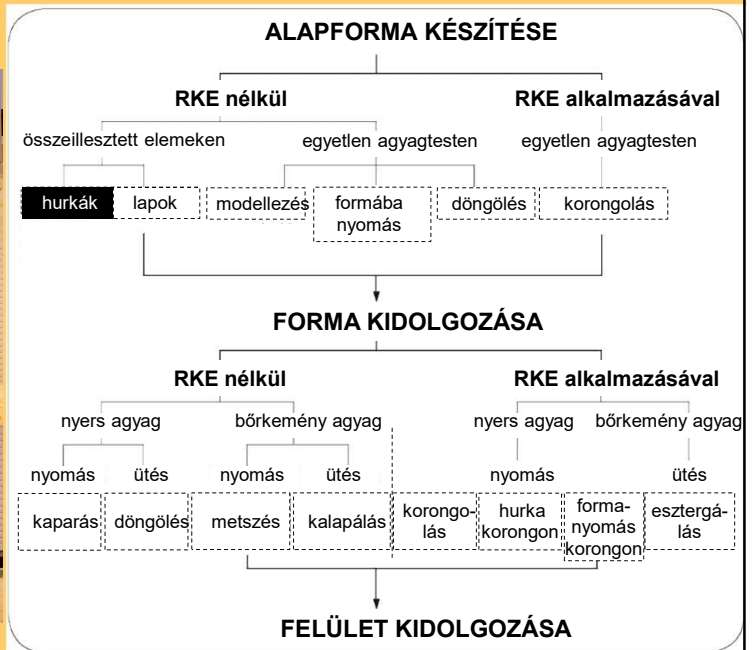 ALAPFORMA KÉSZÍTÉSE
RKE nélkül RKE alkalmazásával
összeillesztett elemeken egyetlen agyagtesten egyetlen agyagtesten
hurkák lapok modellezés formába nyomás döngölés korongolás
FORMA KIDOLGOZÁSA
RKE nélkül RKE alkalmazásával
nyers agyag bőrkemény agyag nyers agyag bőrkemény agyag
nyomás ütés nyomás ütés nyomás ütés
kaparás döngölés metszés kalapálás korongo-
lás hurka
korongon forma-
nyomás
korongon esztergá-
lás
FELÜLET KIDOLGOZÁSA